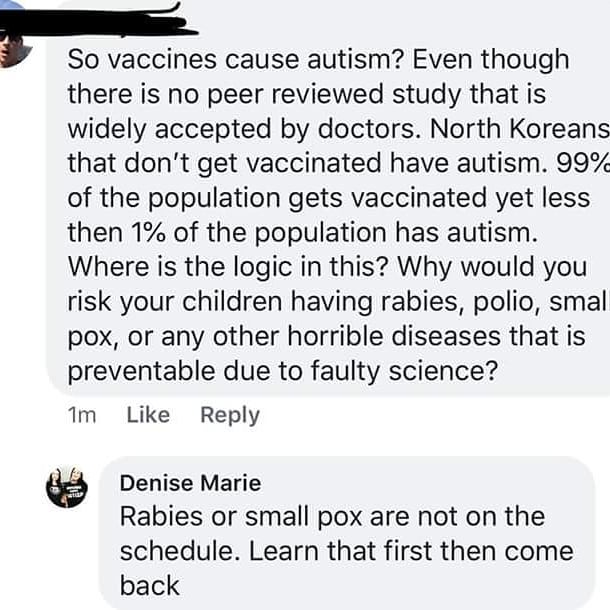 So vaccines cause autism? Even though
there is no peer reviewed study that is
widely accepted by doctors. North Koreans
that don't get vaccinated have autism. 99%
of the population gets vaccinated yet less
then 1% of the population has autism.
Where is the logic in this? Why would you
risk your children having rabies, polio, small
pox, or any other horrible diseases that is
preventable due to faulty science?
1m Like Reply
Denise Marie
Rabies or small pox are not on the
schedule. Learn that first then come
back